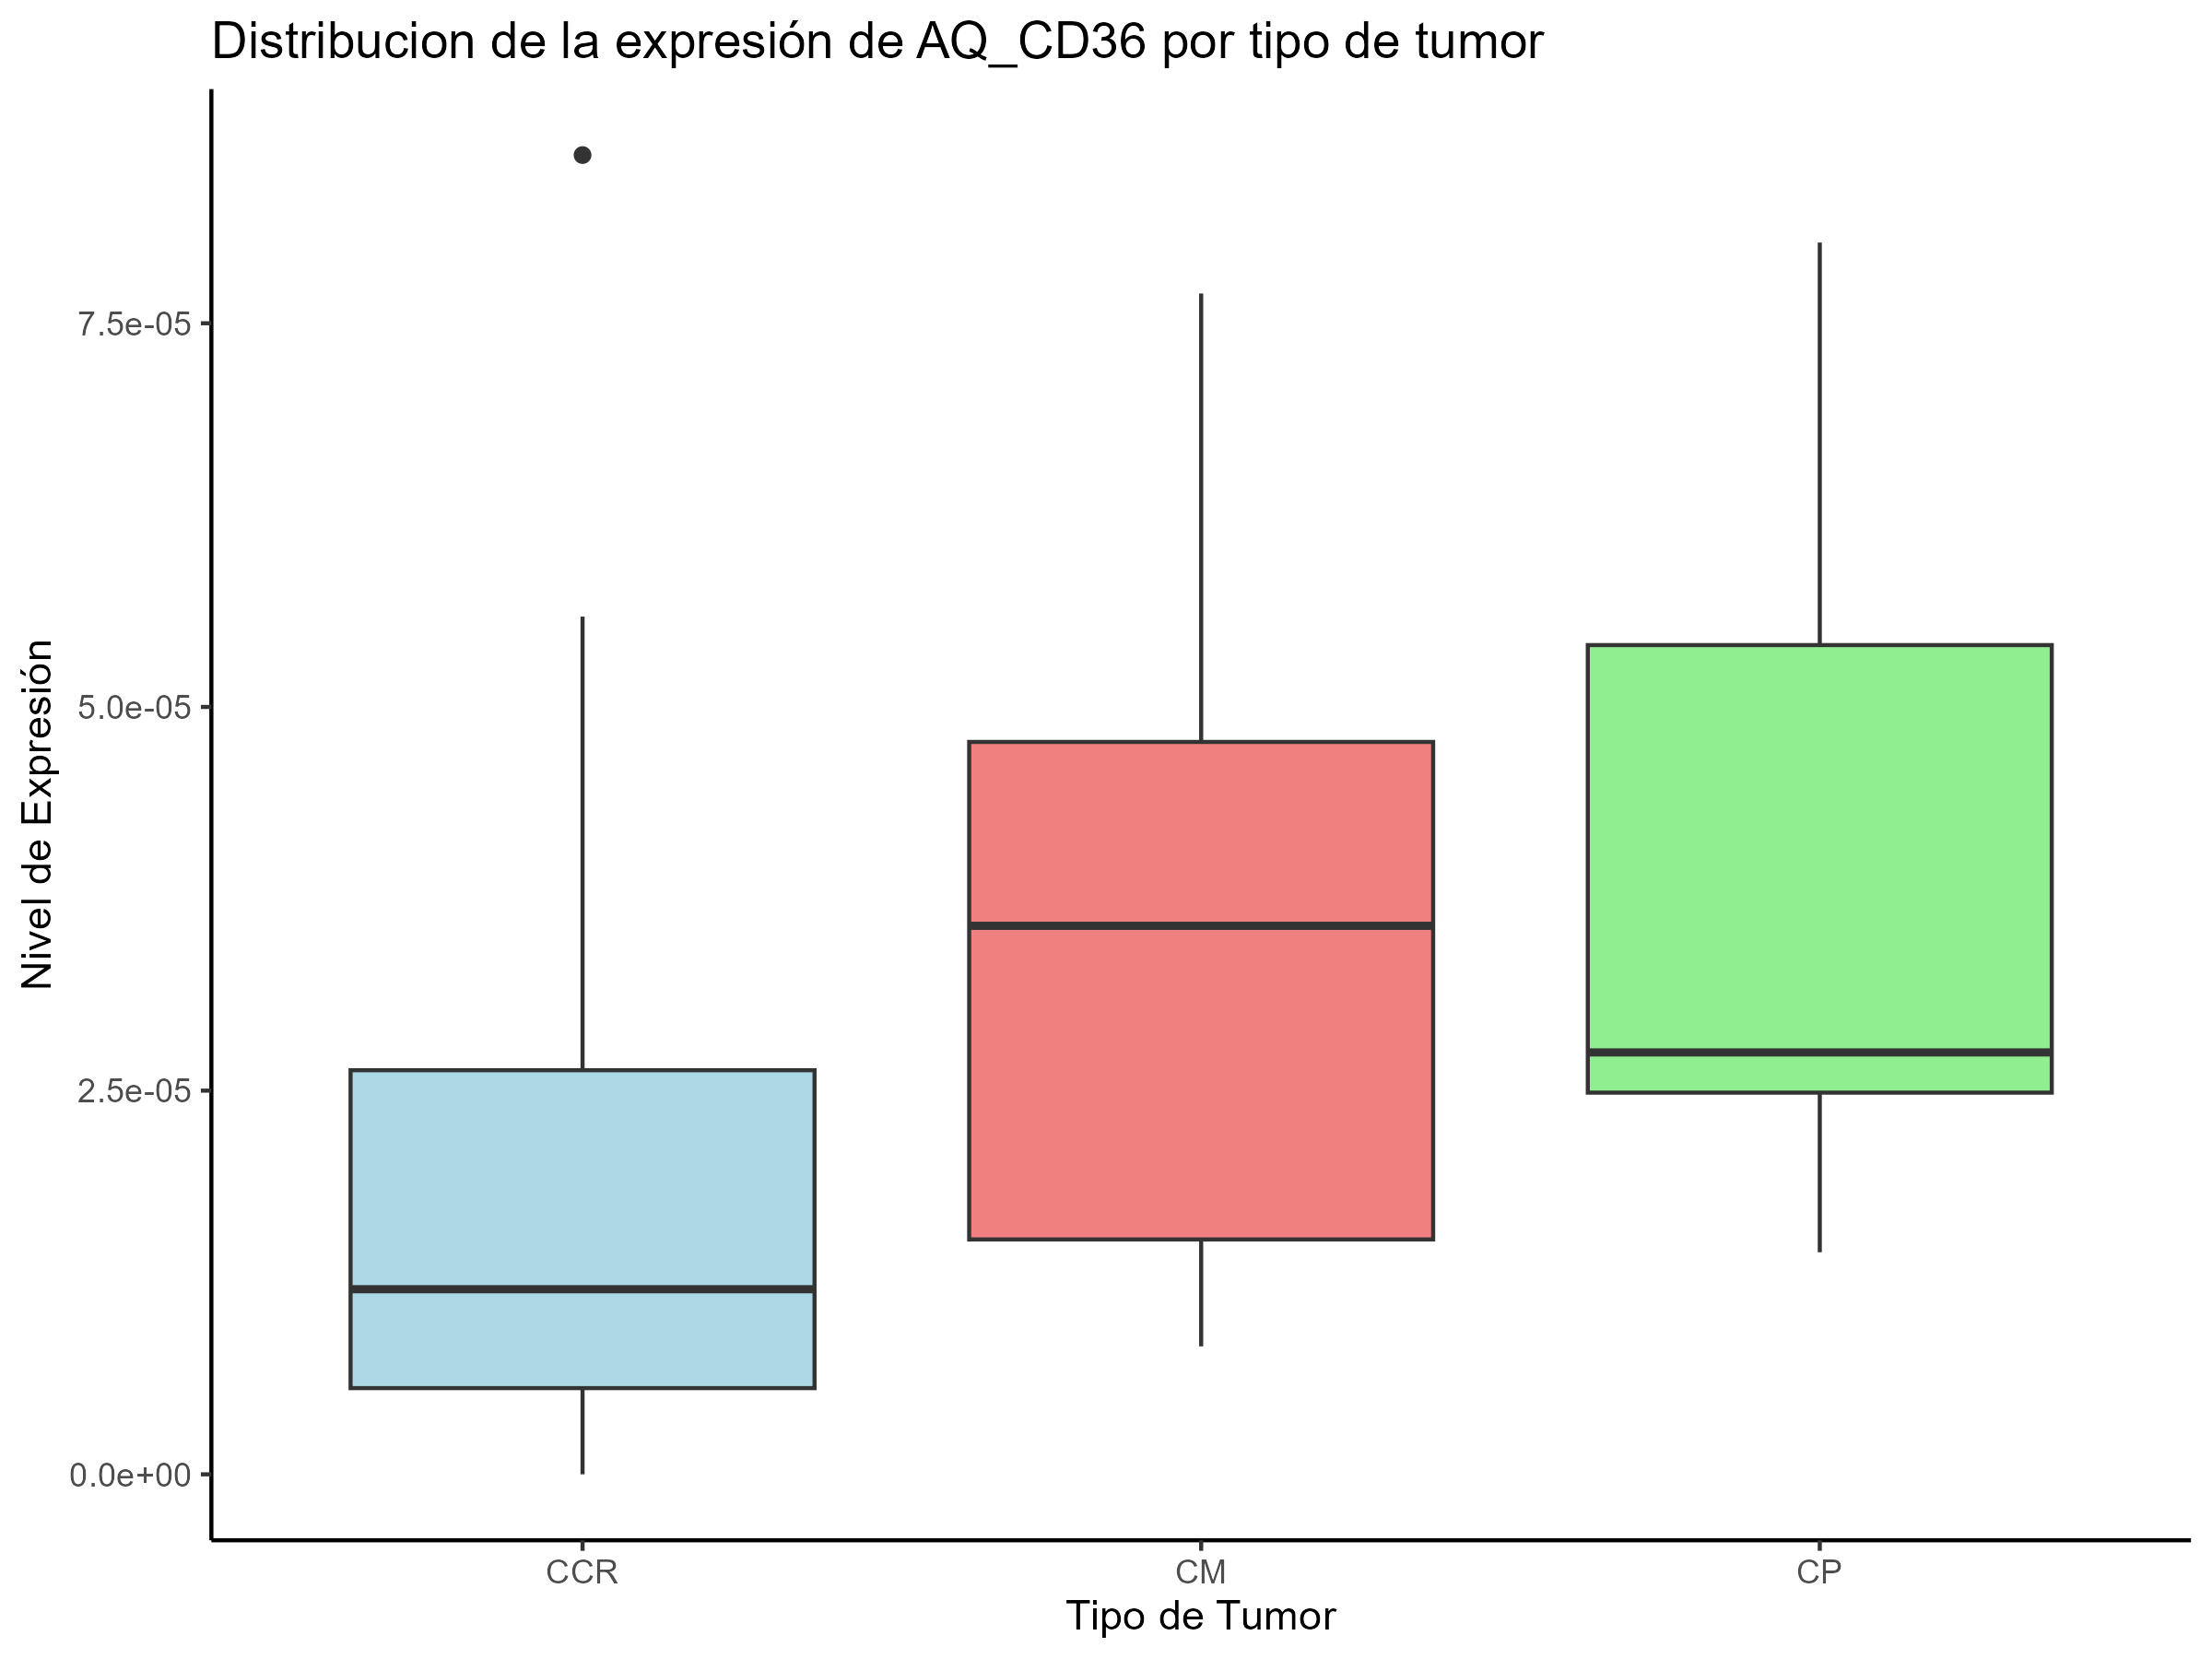 Distribucion de la expresión de AQ_CD36 por tipo de tumor
Nivel de Expresión
7.5e-05
5.0e-05
2.5e-05
0.0e+00
CCR
CM
CP
Tipo de Tumor